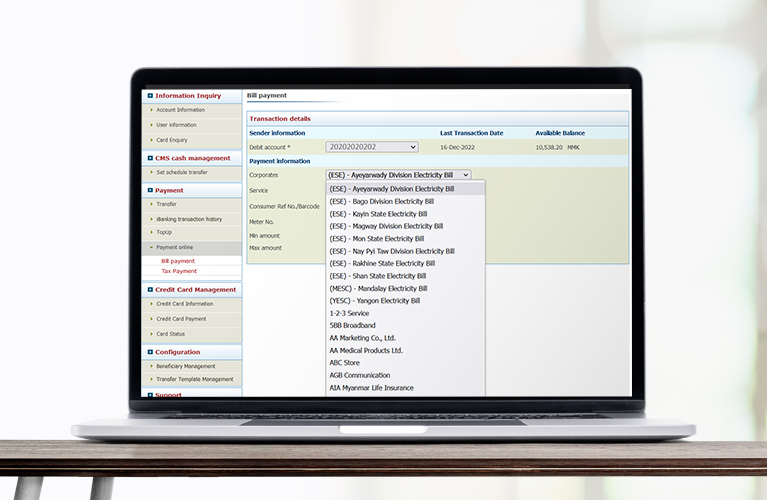 Information Inquiry
Account Information
User information
Card Enquiry
CMS cash management
Set schedule transfer
Payment
Transfer
iBanking transaction history
TopUp
Payment online
Bill payment
Tax Payment
Credit Card Management
Credit Card Information
Credit Card Payment
Card Status
Configuration
Beneficiary Management
Transfer Template Management
Support
Bill payment
Transaction details
Sender information Last Transaction Date Available Balance
Debit account * 20202020202 16-Dec-2022 10,538.20 MMK
Payment information
Corporates (ESE) - Ayeyarwady Division Electricity Bill
Service
Consumer Ref No./Barcode
Meter No.
Min amount
Max amount
(ESE) - Ayeyarwady Division Electricity Bill
(ESE) - Bago Division Electricity Bill
(ESE) - Kayin State Electricity Bill
(ESE) - Magway Division Electricity Bill
(ESE) - Mon State Electricity Bill
(ESE) - Nay Pyi Taw Division Electricity Bill
(ESE) - Rakhine State Electricity Bill
(ESE) - Shan State Electricity Bill
(MESC) - Mandalay Electricity Bill
(YESC) - Yangon Electricity Bill
1-2-3 Service
5BB Broadband
AA Marketing Co., Ltd.
AA Medical Products Ltd.
ABC Store
AGB Communication
AIA Myanmar Life Insurance